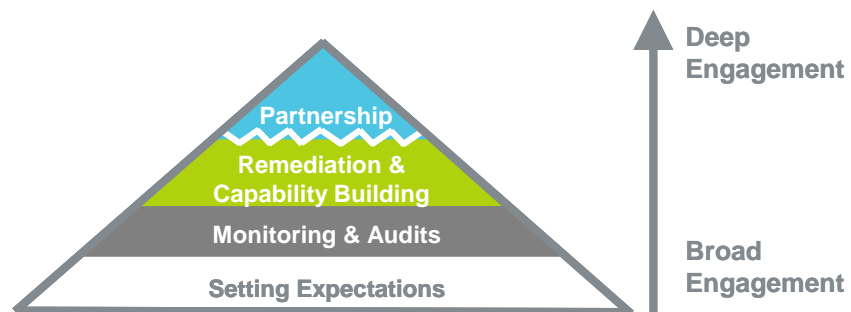 Partnership
Remediation &
Capability Building
Monitoring & Audits
Setting Expectations
Deep
Engagement
Broad
Engagement